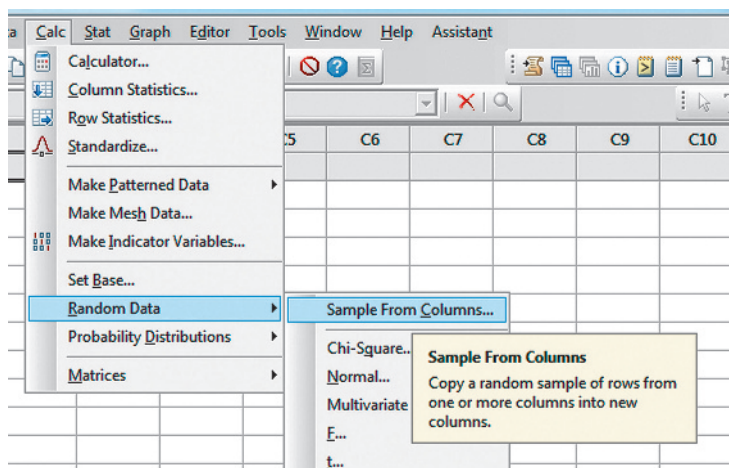 Calc Stat Graph Editor Tools Window Help Assistant
Calculator...
Column Statistics...
Row Statistics...
Standardize...
Make Patterned Data
Make Mesh Data...
Make Indicator Variables...
Set Base...
Random Data
Probability Distributions
Matrices
C6 C7 C8 C9 C10
Sample From Columns...
Chi-Square..
Normal...
Multivariate
F...
t...
Sample From Columns
Copy a random sample of rows from
one or more columns into new
columns.